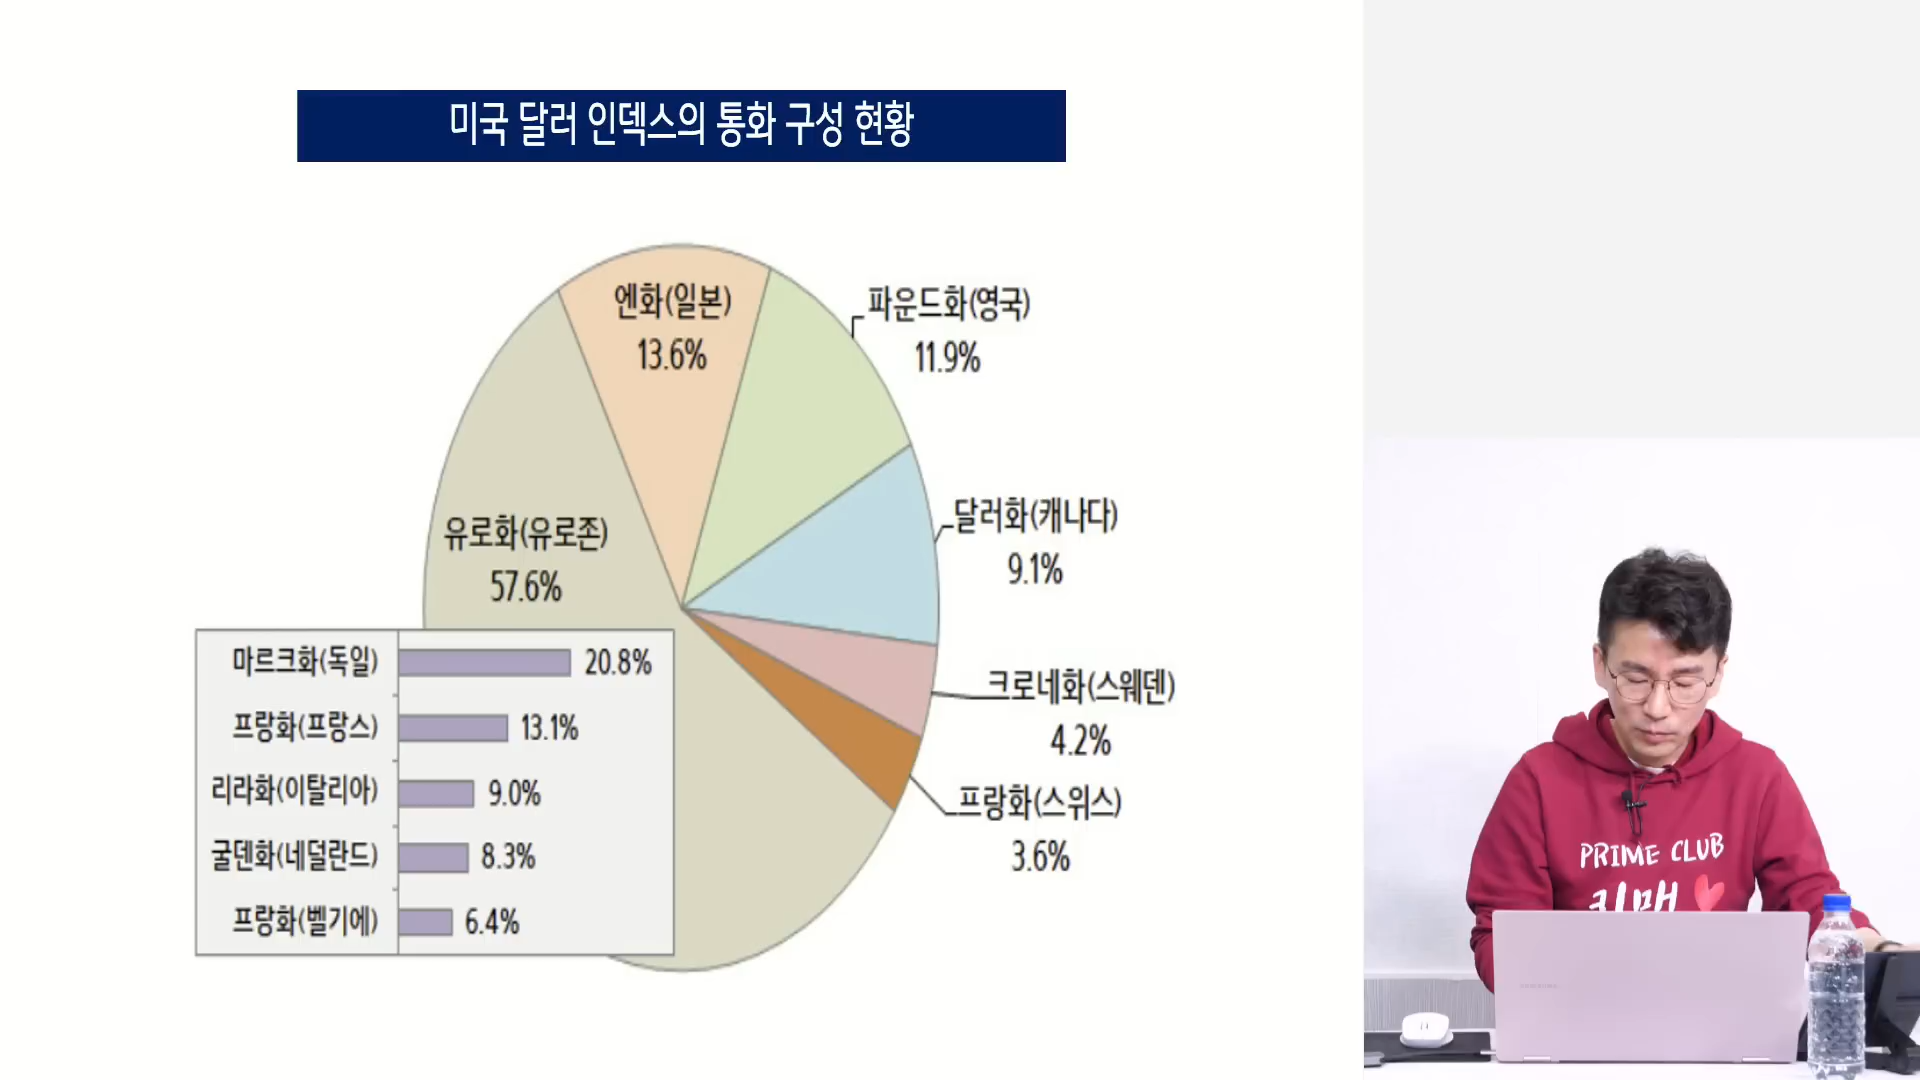 미국 달러 인덱스의 통화 구성 현황
엔화(일본)
13.6%
파운드화(영국)
11.9%
달러화(캐나다)
9.1%
크로네화(스웨덴)
4.2%
프랑화(스위스)
3.6%
유로화(유로존)
57.6%
마르크화(독일) 20.8%
프랑화(프랑스) 13.1%
리라화(이탈리아) 9.0%
굴덴화(네덜란드) 8.3%
프랑화(벨기에) 6.4%
PRIME CLUB